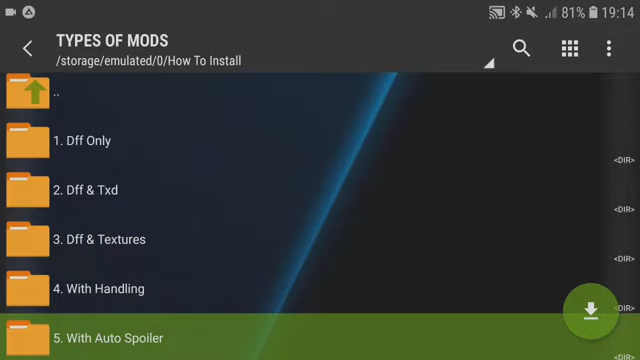 81% 19:14
TYPES OF MODS
/storage/emulated/0/How To Install
..
1. Dff Only
<DIR>
2. Dff & Txd
<DIR>
3. Dff & Textures
<DIR>
4. With Handling
<DIR>
5. With Auto Spoiler
<DIR>